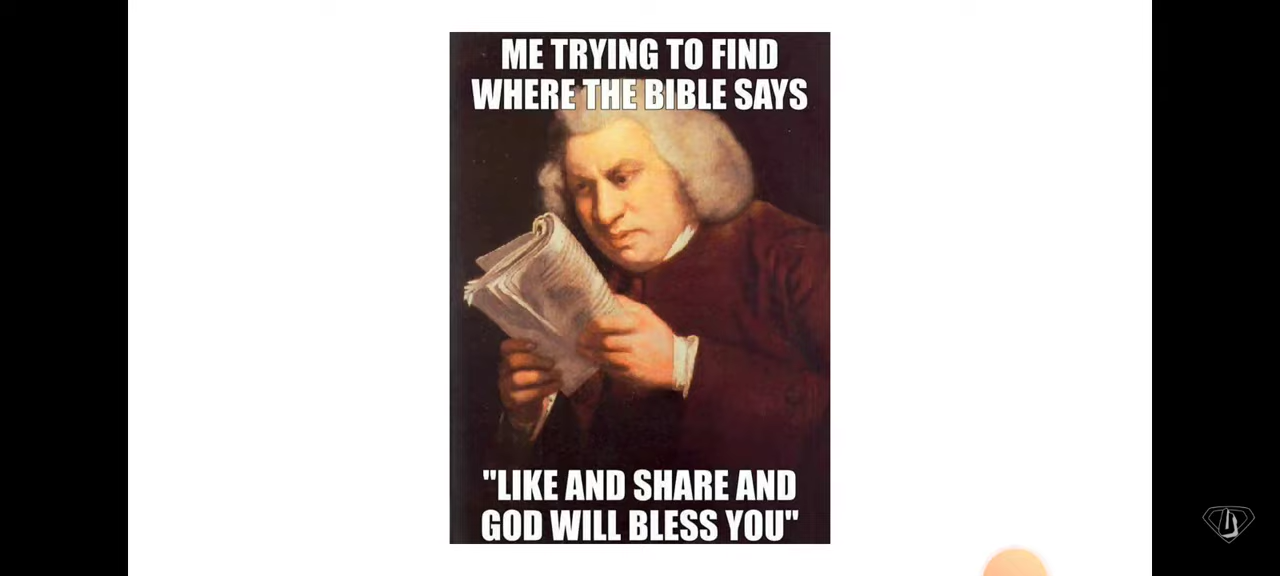 ME TRYING TO FIND
WHERE THE BIBLE SAYS
"LIKE AND SHARE AND
GOD WILL BLESS YOU"